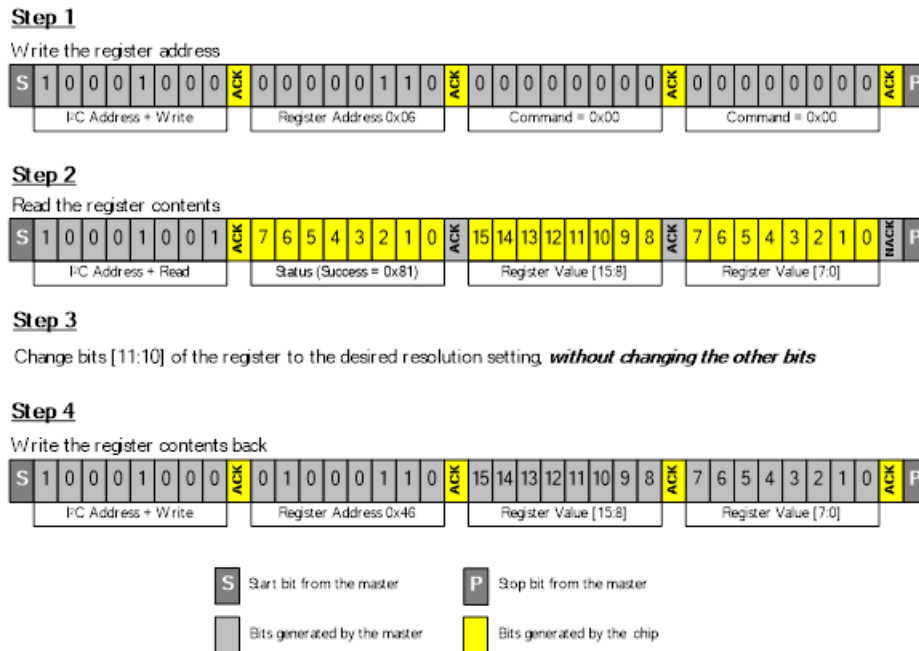 Step 1
Write the register address
S 1 0 0 0 1 0 0 0 ACK 0 0 0 0 0 1 1 0 ACK 0 0 0 0 0 0 0 0 ACK 0 0 0 0 0 0 0 0 ACK P
I²C Address + Write Register Address 0x06 Command = 0x00 Command = 0x00
Step 2
Read the register contents
S 1 0 0 0 1 0 0 1 ACK 7 6 5 4 3 2 1 0 ACK 15 14 13 12 11 10 9 8 ACK 7 6 5 4 3 2 1 0 NACK P
I²C Address + Read Status (Success = 0x81) Register Value [15:8] Register Value [7:0]
Step 3
Change bits [11:10] of the register to the desired resolution setting, without changing the other bits
Step 4
Write the register contents back
S 1 0 0 0 1 0 0 0 ACK 0 1 0 0 0 1 1 0 ACK 15 14 13 12 11 10 9 8 ACK 7 6 5 4 3 2 1 0 ACK P
I²C Address + Write Register Address 0x46 Register Value [15:8] Register Value [7:0]
S Start bit from the master P Stop bit from the master
Bits generated by the master Bits generated by the chip